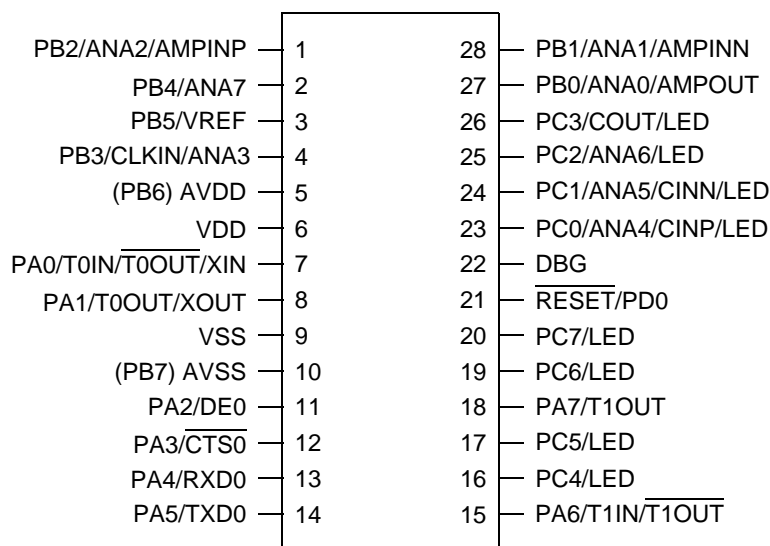 PB2/ANA2/AMPINP 1 28 PB1/ANA1/AMPINN
PB4/ANA7 2 27 PB0/ANA0/AMPOUT
PB5/VREF 3 26 PC3/COUT/LED
PB3/CLKIN/ANA3 4 25 PC2/ANA6/LED
(PB6) AVDD 5 24 PC1/ANA5/CINN/LED
VDD 6 23 PC0/ANA4/CINP/LED
PA0/T0IN/T̅0̅O̅U̅T̅/XIN 7 22 DBG
PA1/T0OUT/XOUT 8 21 R̅E̅S̅E̅T̅/PD0
VSS 9 20 PC7/LED
(PB7) AVSS 10 19 PC6/LED
PA2/DE0 11 18 PA7/T1OUT
PA3/C̅T̅S̅0̅ 12 17 PC5/LED
PA4/RXD0 13 16 PC4/LED
PA5/TXD0 14 15 PA6/T1IN/T̅1̅O̅U̅T̅